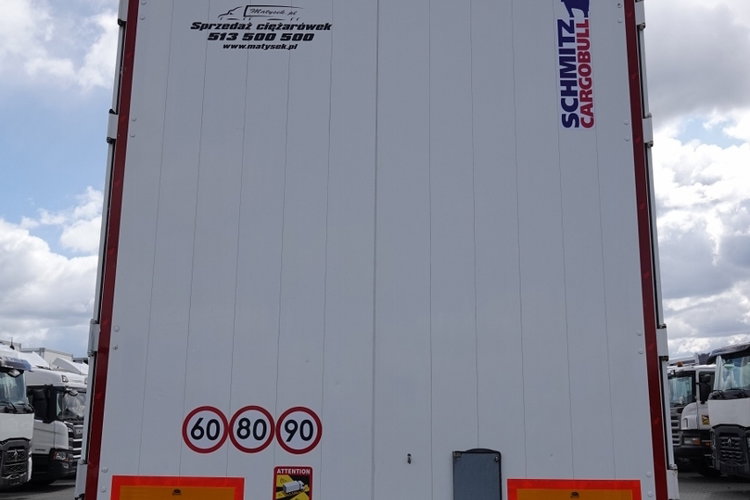 Matysek.pl
Sprzedaż ciężarówek
513 500 500
www.matysek.pl
SCHMITZ
CARGOBULL
60 80 90
ATTENTION